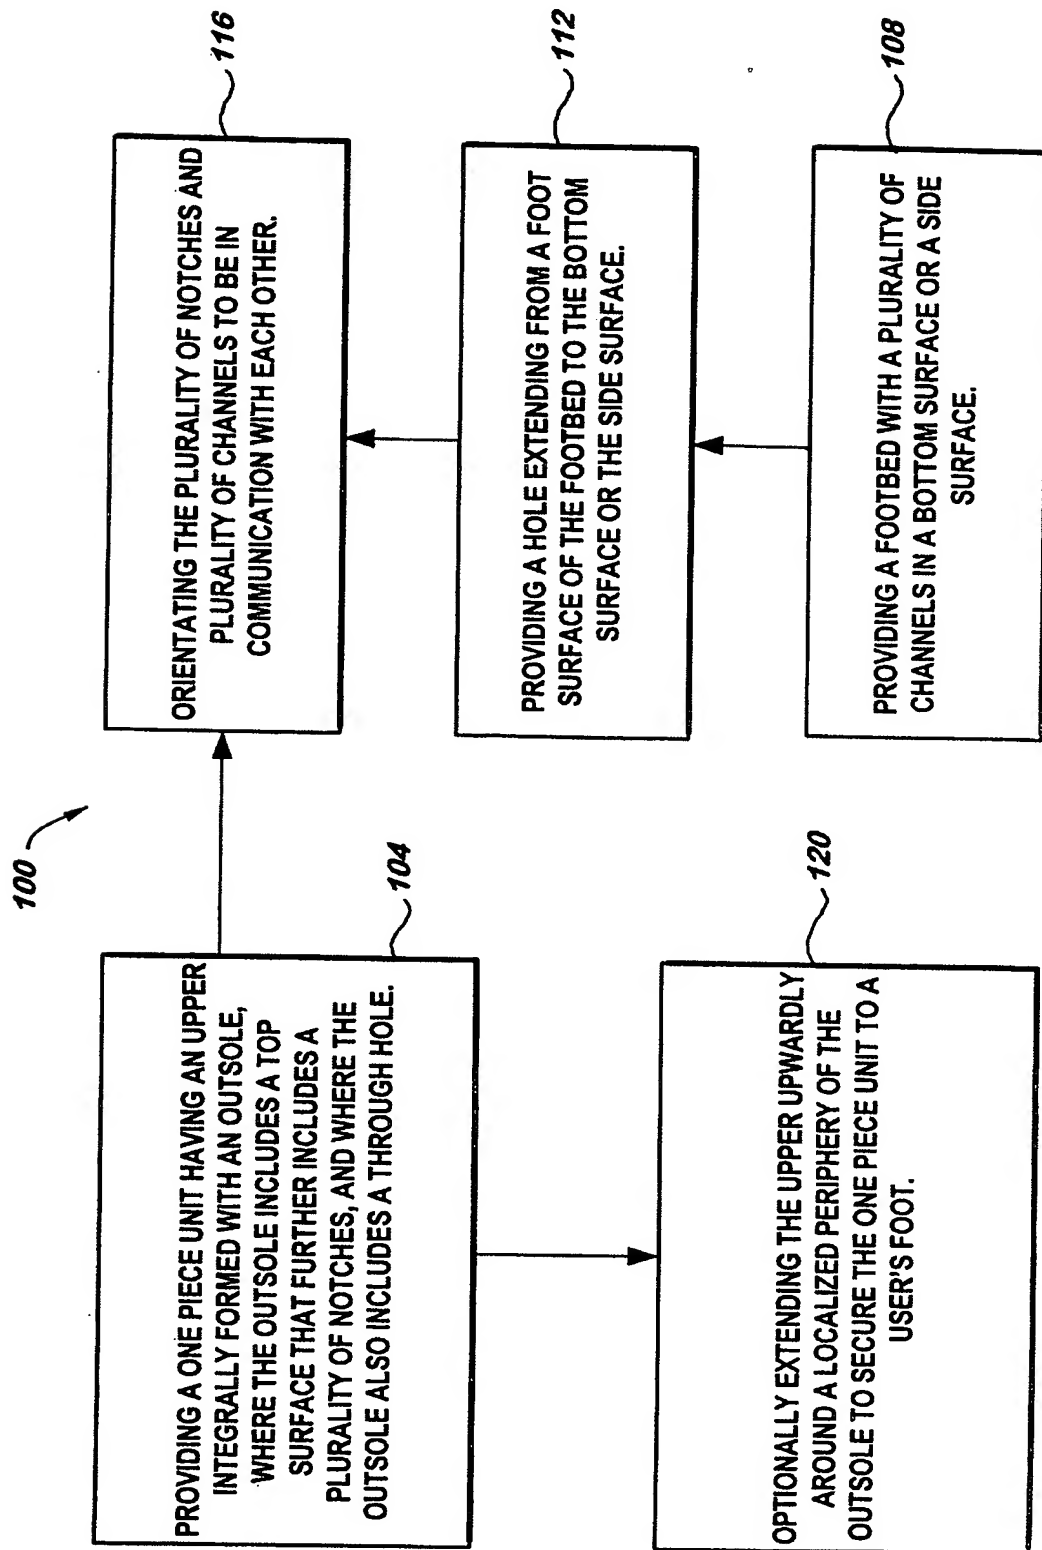 100
104
PROVIDING A ONE PIECE UNIT HAVING AN UPPER
INTEGRALLY FORMED WITH AN OUTSOLE,
WHERE THE OUTSOLE INCLUDES A TOP
SURFACE THAT FURTHER INCLUDES A
PLURALITY OF NOTCHES, AND WHERE THE
OUTSOLE ALSO INCLUDES A THROUGH HOLE.
116
ORIENTATING THE PLURALITY OF NOTCHES AND
PLURALITY OF CHANNELS TO BE IN
COMMUNICATION WITH EACH OTHER.
112
PROVIDING A HOLE EXTENDING FROM A FOOT
SURFACE OF THE FOOTBED TO THE BOTTOM
SURFACE OR THE SIDE SURFACE.
108
PROVIDING A FOOTBED WITH A PLURALITY OF
CHANNELS IN A BOTTOM SURFACE OR A SIDE
SURFACE.
120
OPTIONALLY EXTENDING THE UPPER UPWARDLY
AROUND A LOCALIZED PERIPHERY OF THE
OUTSOLE TO SECURE THE ONE PIECE UNIT TO A
USER'S FOOT.